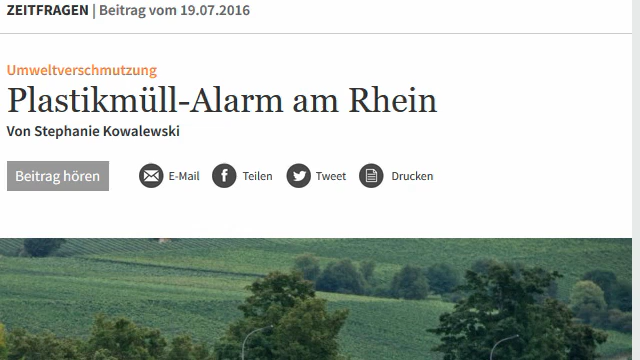 ZEITFRAGEN | Beitrag vom 19.07.2016
Umweltverschmutzung
Plastikmüll-Alarm am Rhein
Von Stephanie Kowalewski
Beitrag hören E-Mail Teilen Tweet Drucken